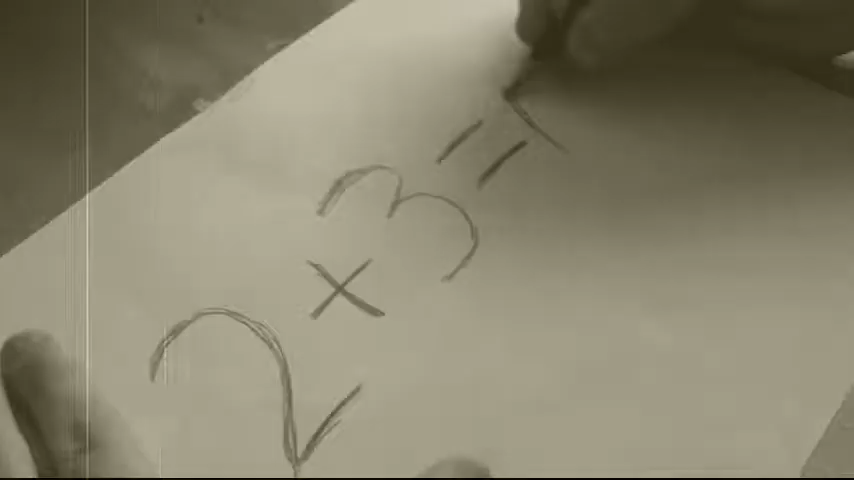 2 × 3 =